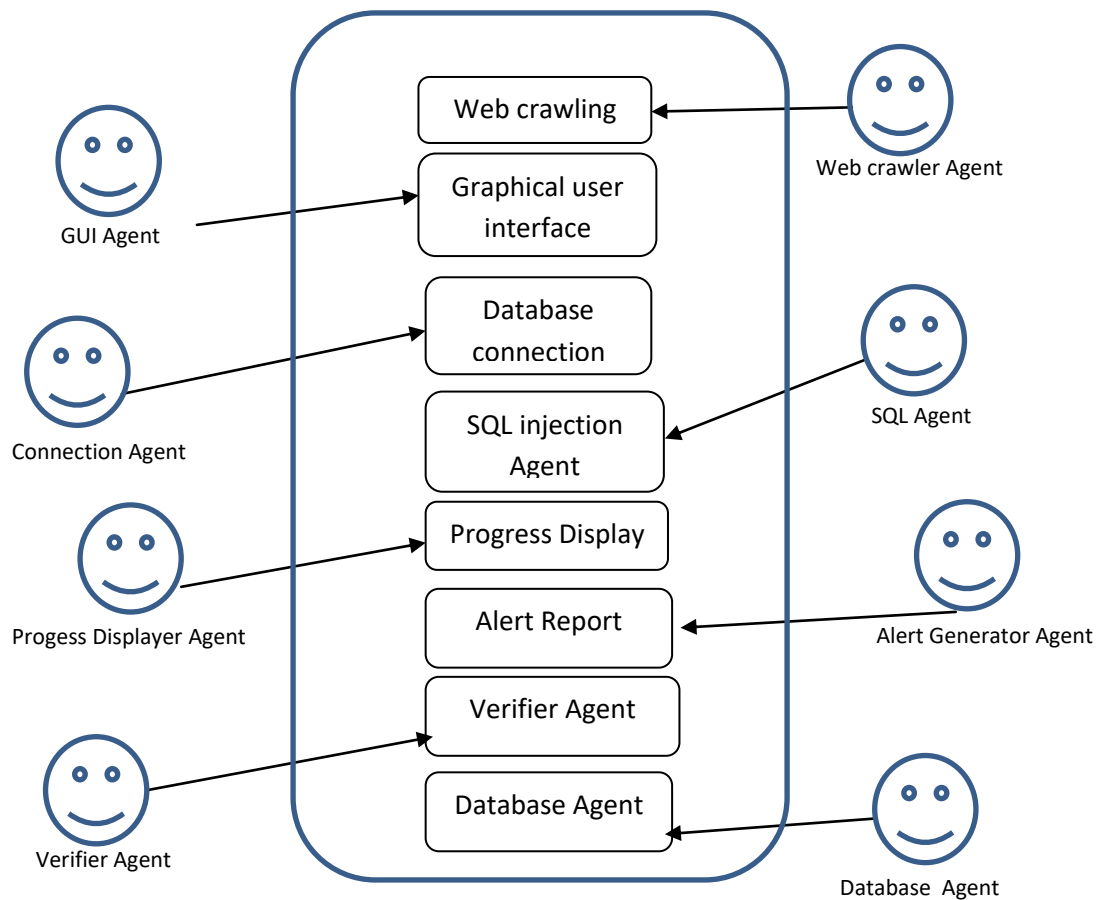 Web crawling
Web crawler Agent
Graphical user
interface
GUI Agent
Database
connection
Connection Agent
SQL injection
Agent
SQL Agent
Progress Display
Progess Displayer Agent
Alert Report
Alert Generator Agent
Verifier Agent
Verifier Agent
Database Agent
Database  Agent